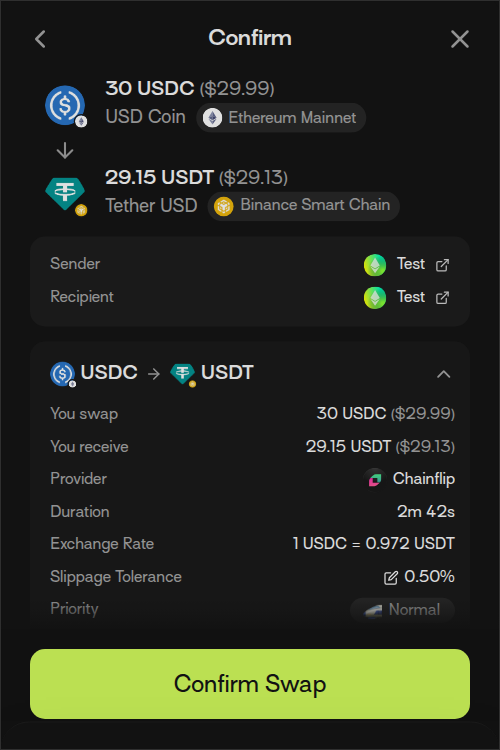 Confirm
30 USDC ($29.99)
USD Coin Ethereum Mainnet
29.15 USDT ($29.13)
Tether USD Binance Smart Chain
Sender Test
Recipient Test
USDC → USDT
You swap 30 USDC ($29.99)
You receive 29.15 USDT ($29.13)
Provider Chainflip
Duration 2m 42s
Exchange Rate 1 USDC = 0.972 USDT
Slippage Tolerance 0.50%
Priority Normal
Confirm Swap